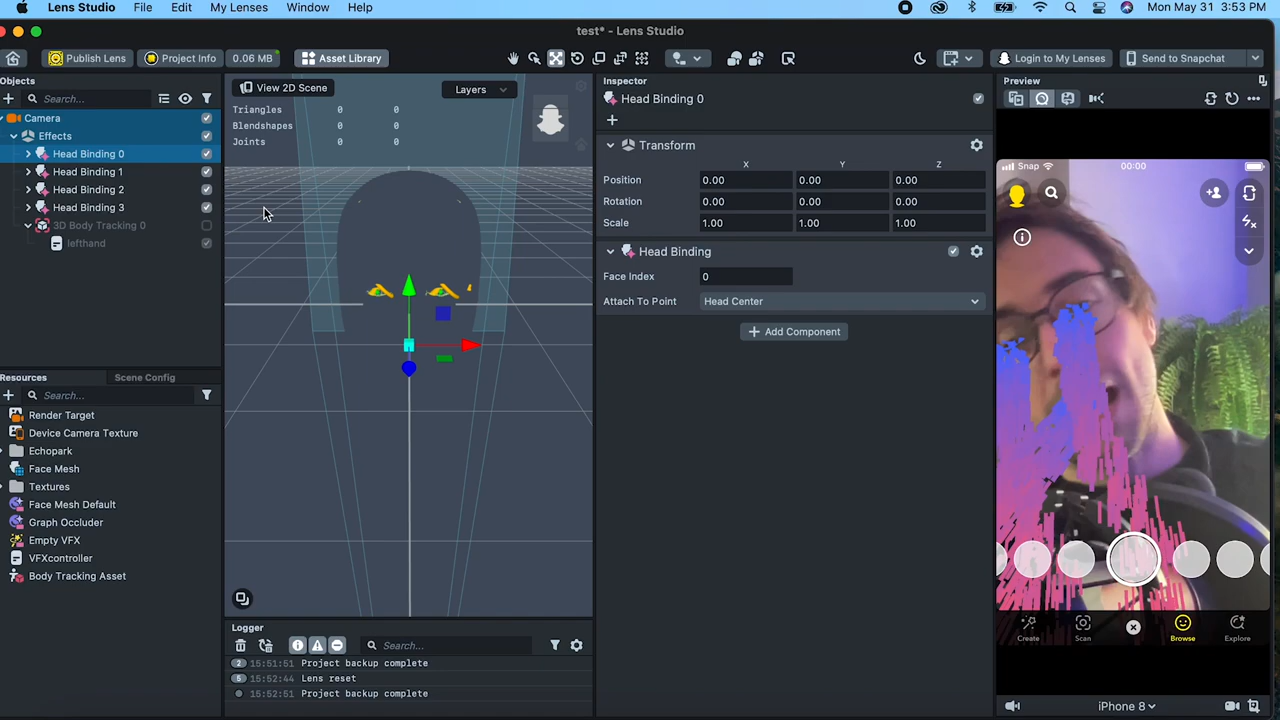 Lens Studio File Edit My Lenses Window Help Mon May 31 3:53 PM
test* - Lens Studio
Publish Lens Project Info 0.06 MB Asset Library Login to My Lenses Send to Snapchat
Objects
Search...
Camera
Effects
Head Binding 0
Head Binding 1
Head Binding 2
Head Binding 3
3D Body Tracking 0
lefthand
Resources Scene Config
Search...
Render Target
Device Camera Texture
Echopark
Face Mesh
Textures
Face Mesh Default
Graph Occluder
Empty VFX
VFXcontroller
Body Tracking Asset
View 2D Scene Layers
Triangles 0 0
Blendshapes 0 0
Joints 0 0
Logger
Search...
2 15:51:51 Project backup complete
5 15:52:44 Lens reset
15:52:51 Project backup complete
Inspector
Head Binding 0
Transform
X Y Z
Position 0.00 0.00 0.00
Rotation 0.00 0.00 0.00
Scale 1.00 1.00 1.00
Head Binding
Face Index 0
Attach To Point Head Center
Add Component
Preview
Snap 00:00
Create Scan Browse Explore
iPhone 8